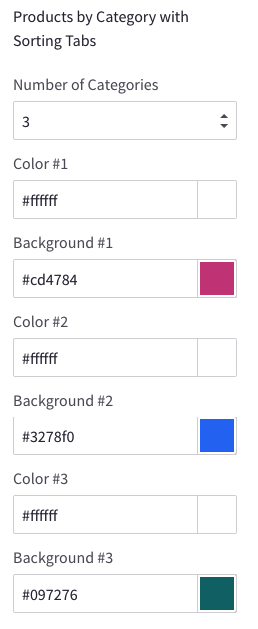 Products by Category with
Sorting Tabs
Number of Categories
3
Color #1
#ffffff
Background #1
#cd4784
Color #2
#ffffff
Background #2
#3278f0
Color #3
#ffffff
Background #3
#097276